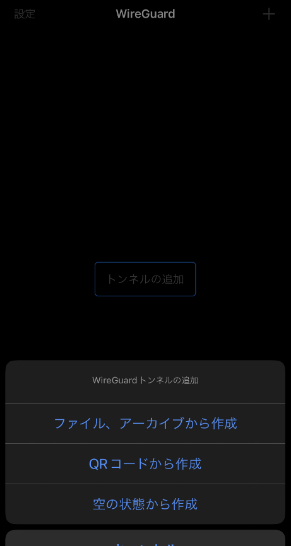 設定
WireGuard
トンネルの追加
WireGuard トンネルの追加
ファイル、アーカイブから作成
QR コードから作成
空の状態から作成